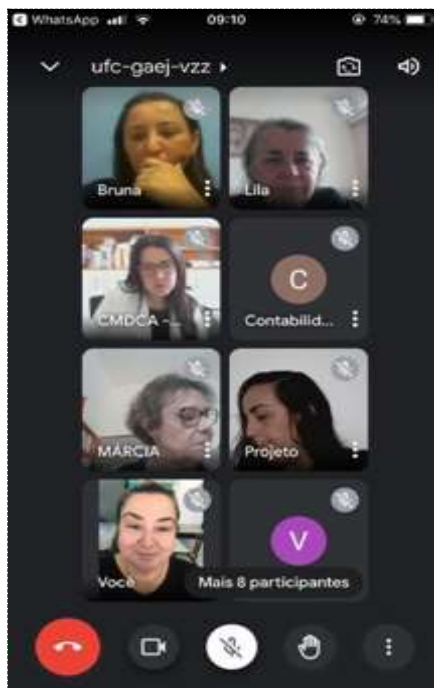 WhatsApp 09:10 74%
ufc-gaej-vzz
Bruna Lila
C
CMDCA -... Contabilid...
MÁRCIA Projeto
V
Você Mais 8 participantes